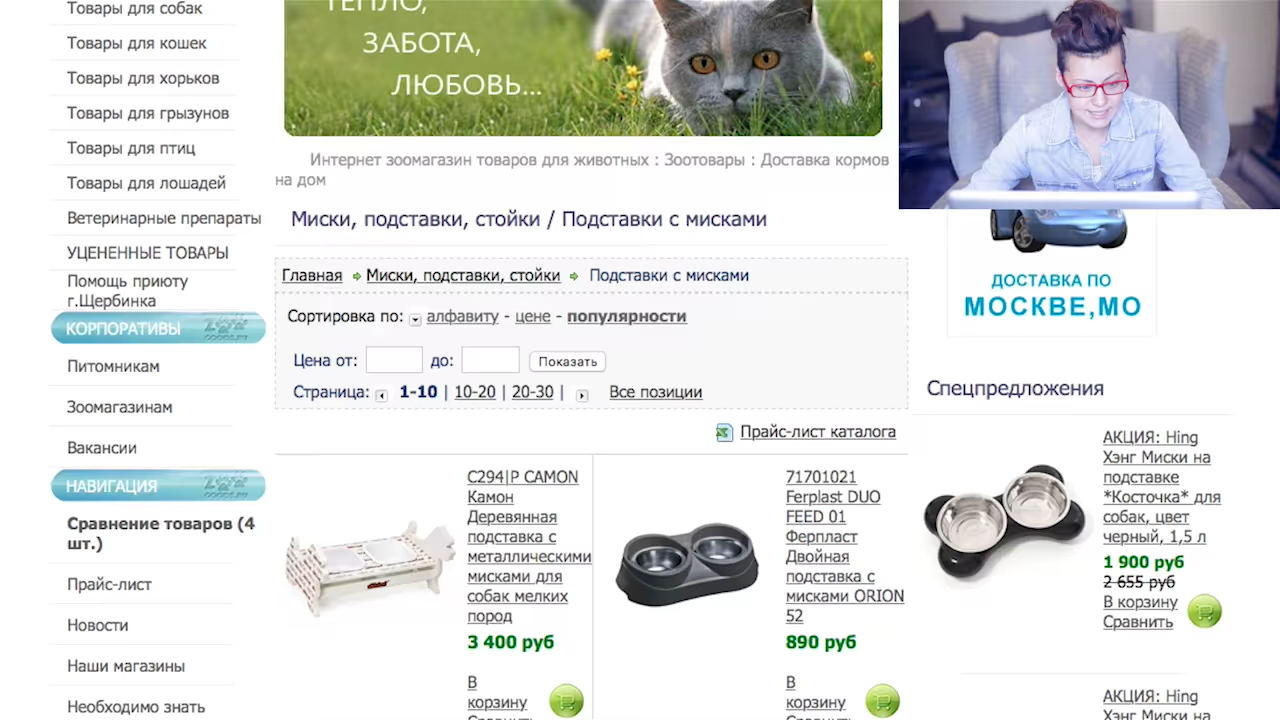 Товары для собак
Товары для кошек
Товары для хорьков
Товары для грызунов
Товары для птиц
Товары для лошадей
Ветеринарные препараты
УЦЕНЕННЫЕ ТОВАРЫ
Помощь приюту
г.Щербинка
КОРПОРАТИВЫ
Питомникам
Зоомагазинам
Вакансии
НАВИГАЦИЯ
Сравнение товаров (4
шт.)
Прайс-лист
Новости
Наши магазины
Необходимо знать
ТЕПЛО,
ЗАБОТА,
ЛЮБОВЬ...
Интернет зоомагазин товаров для животных : Зоотовары : Доставка кормов
на дом
Миски, подставки, стойки / Подставки с мисками
Главная Миски, подставки, стойки Подставки с мисками
Сортировка по: алфавиту - цене - популярности
Цена от: до: Показать
Страница: 1-10 | 10-20 | 20-30 | Все позиции
Прайс-лист каталога
C294|P CAMON
Камон
Деревянная
подставка с
металлическими
мисками для
собак мелких
пород
3 400 руб
В
корзину
Сравнить
71701021
Ferplast DUO
FEED 01
Ферпласт
Двойная
подставка с
мисками ORION
52
890 руб
В
корзину
Сравнить
ДОСТАВКА ПО
МОСКВЕ,МО
Спецпредложения
АКЦИЯ: Hing
Хэнг Миски на
подставке
*Косточка* для
собак, цвет
черный, 1,5 л
1 900 руб
2 655 руб
В корзину
Сравнить
АКЦИЯ: Hing
Хэнг Миски на